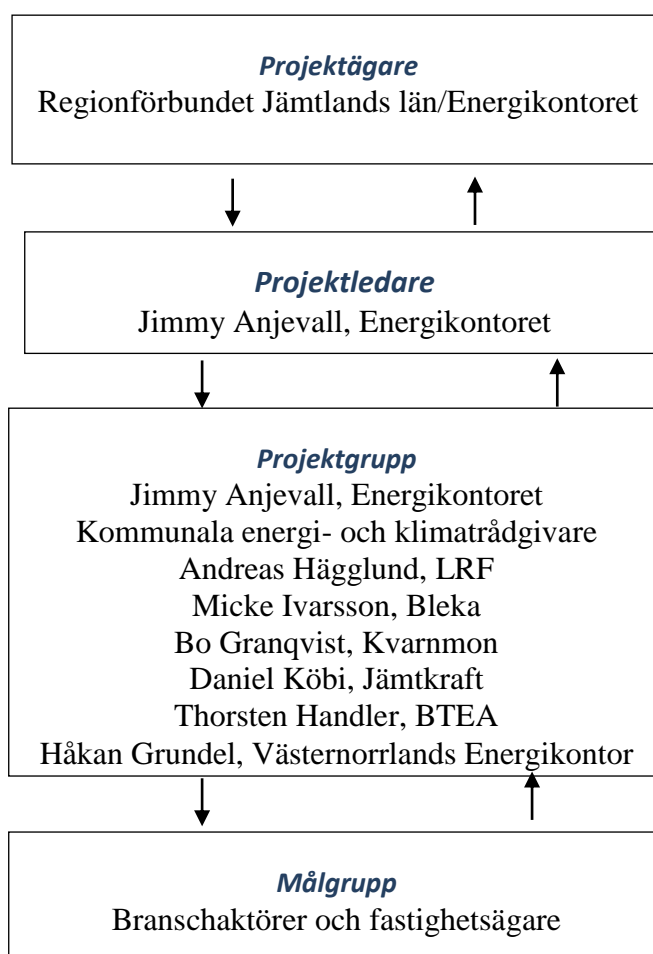 Projektägare
Regionförbundet Jämtlands län/Energikontoret
Projektledare
Jimmy Anjevall, Energikontoret
Projektgrupp
Jimmy Anjevall, Energikontoret
Kommunala energi- och klimatrådgivare
Andreas Hägglund, LRF
Micke Ivarsson, Bleka
Bo Granqvist, Kvarnmon
Daniel Köbi, Jämtkraft
Thorsten Handler, BTEA
Håkan Grundel, Västernorrlands Energikontor
Målgrupp
Branschaktörer och fastighetsägare